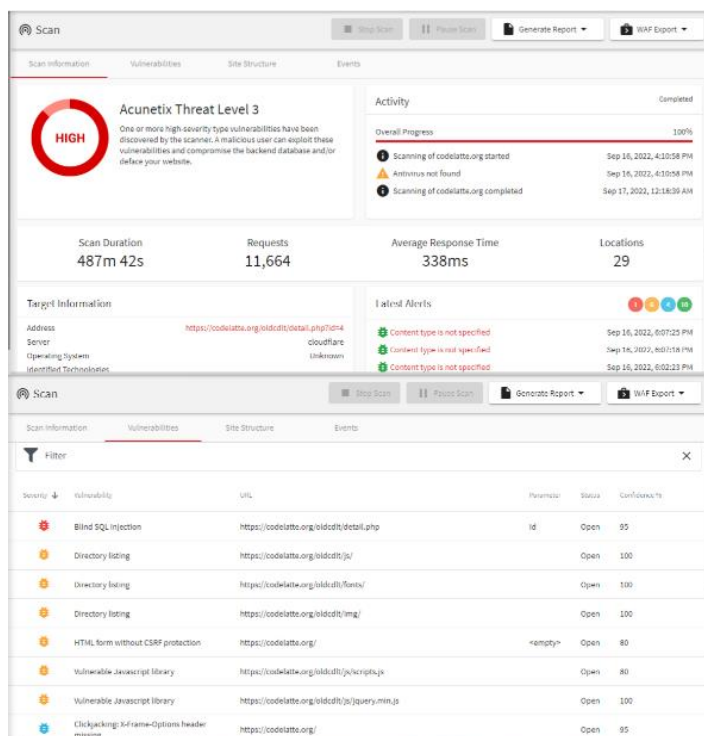 Scan
Stop Scan
Pause Scan
Generate Report
WAF Export
Scan Information
Vulnerabilities
Site Structure
Events
HIGH
Acunetix Threat Level 3
One or more high-severity type vulnerabilities have been
discovered by the scanner. A malicious user can exploit these
vulnerabilities and compromise the backend database and/or
deface your website.
Activity
Completed
Overall Progress 100%
Scanning of codelatte.org started Sep 16, 2022, 4:10:58 PM
Antivirus not found Sep 16, 2022, 4:10:58 PM
Scanning of codelatte.org completed Sep 17, 2022, 12:18:39 AM
Scan Duration
487m 42s
Requests
11,664
Average Response Time
338ms
Locations
29
Target Information
Address https://codelatte.org/oldcdlt/detail.php?id=4
Server cloudflare
Operating System Unknown
Identified Technologies
Latest Alerts
Content type is not specified Sep 16, 2022, 6:07:25 PM
Content type is not specified Sep 16, 2022, 6:02:18 PM
Content type is not specified Sep 16, 2022, 6:02:23 PM
Scan
Stop Scan
Pause Scan
Generate Report
WAF Export
Scan Information
Vulnerabilities
Site Structure
Events
Filter
Severity Vulnerability URL Parameter Status Confidence %
Blind SQL Injection https://codelatte.org/oldcdlt/detail.php id Open 95
Directory listing https://codelatte.org/oldcdlt/js/ Open 100
Directory listing https://codelatte.org/oldcdlt/fonts/ Open 100
Directory listing https://codelatte.org/oldcdlt/img/ Open 100
HTML form without CSRF protection https://codelatte.org/ <empty> Open 80
Vulnerable Javascript library https://codelatte.org/oldcdlt/js/scripts.js Open 80
Vulnerable Javascript library https://codelatte.org/oldcdlt/js/jquery.min.js Open 100
Clickjacking: X-Frame-Options header
missing https://codelatte.org/ Open 95